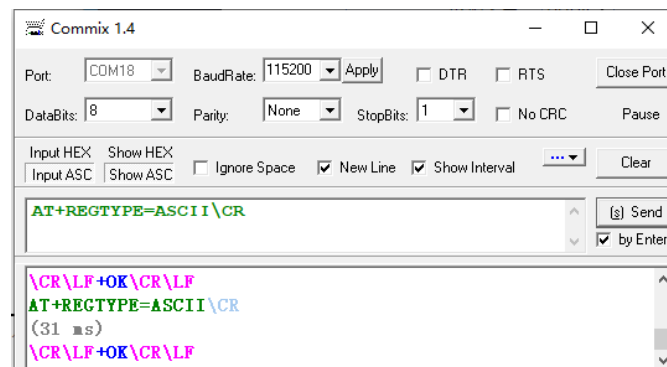 Commix 1.4
Port: COM18 BaudRate: 115200 Apply DTR RTS Close Port
DataBits: 8 Parity: None StopBits: 1 No CRC Pause
Input HEX Show HEX
Input ASC Show ASC Ignore Space New Line Show Interval ... Clear
AT+REGTYPE=ASCII\CR
(s) Send
by Enter
\CR\LF+OK\CR\LF
AT+REGTYPE=ASCII\CR
(31 ms)
\CR\LF+OK\CR\LF